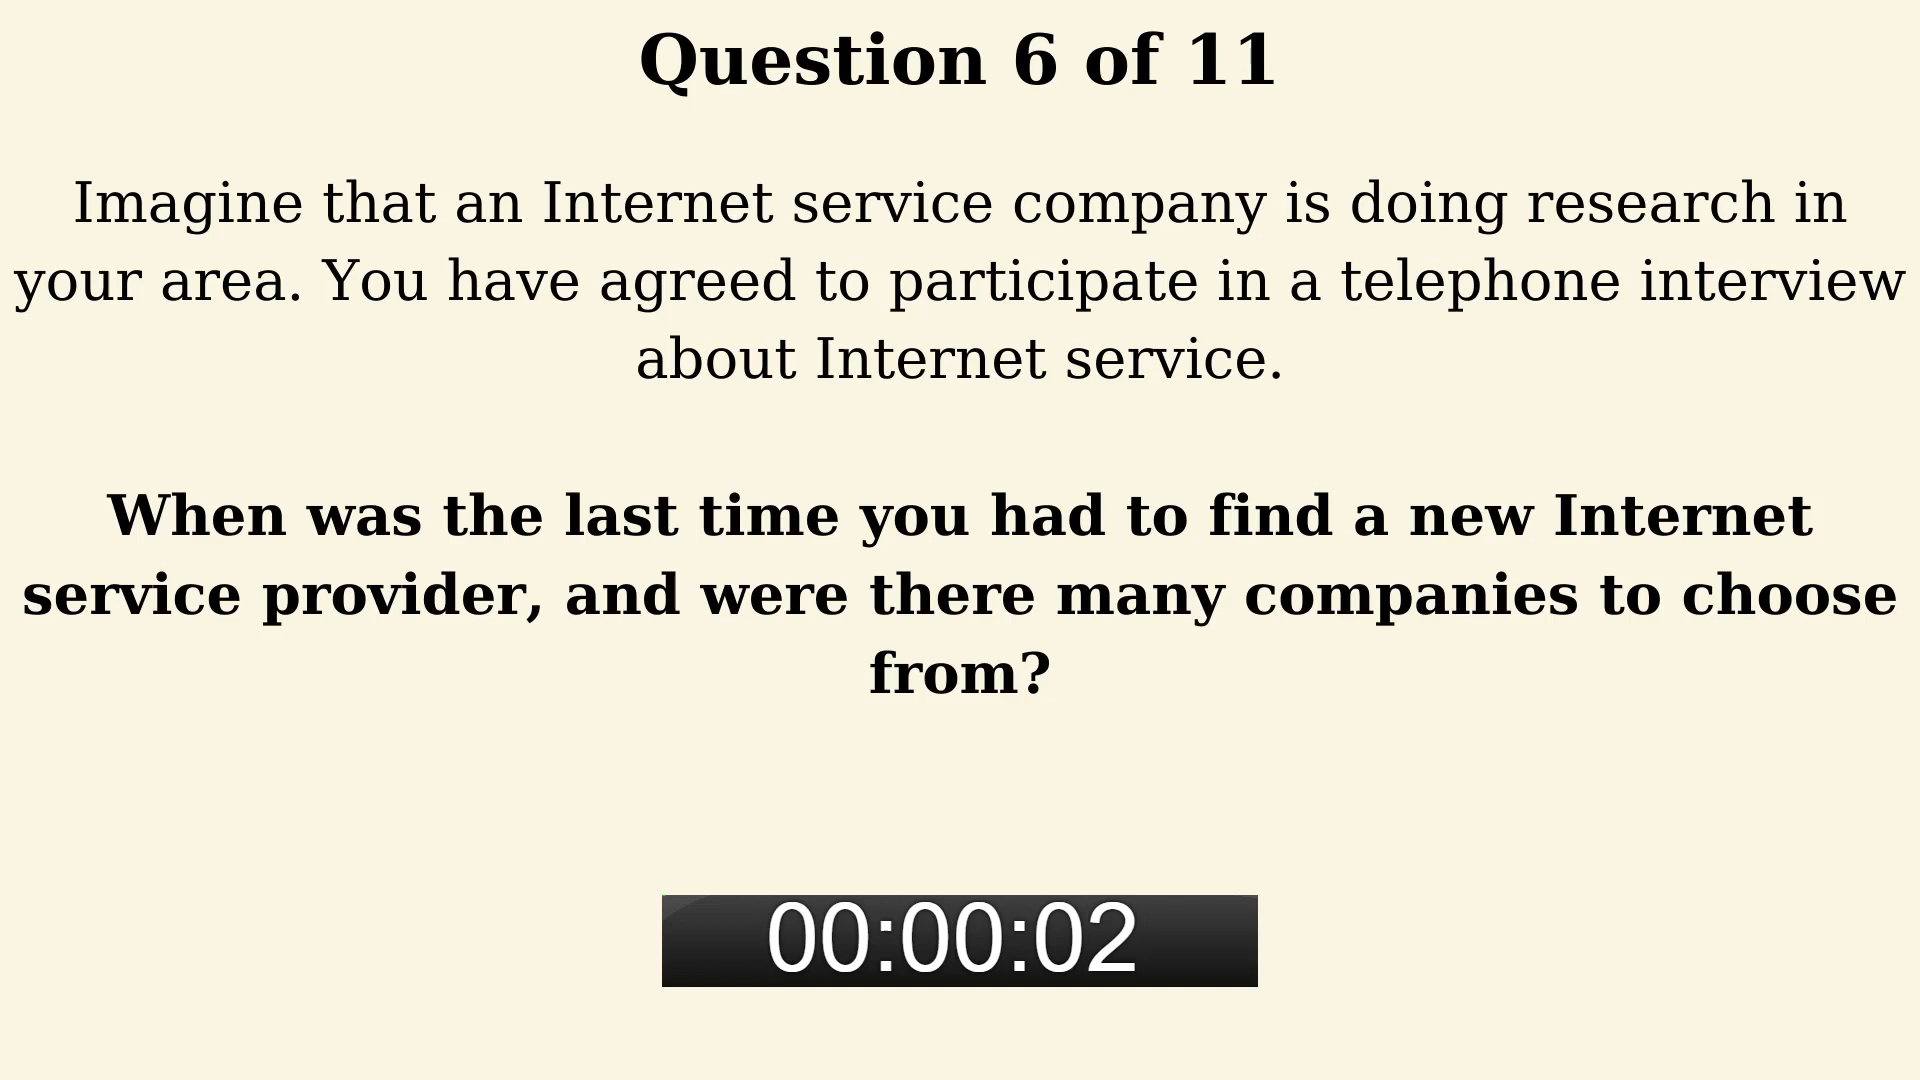 Question 6 of 11
Imagine that an Internet service company is doing research in
your area. You have agreed to participate in a telephone interview
about Internet service.
When was the last time you had to find a new Internet
service provider, and were there many companies to choose
from?
00:00:02